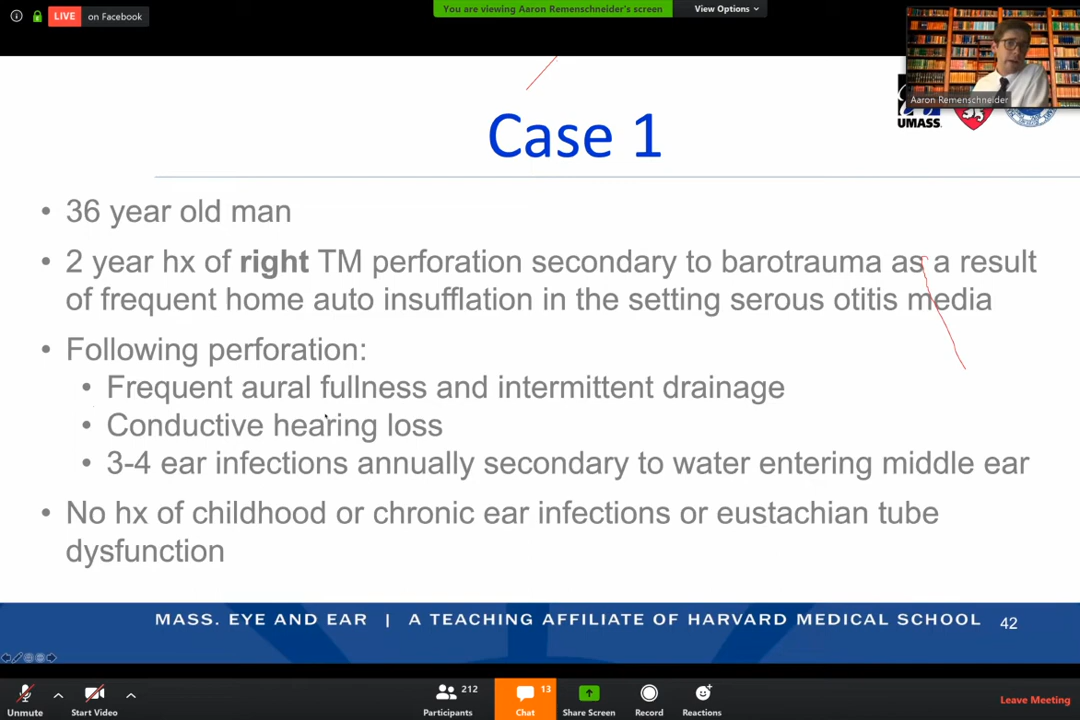 LIVE on Facebook
You are viewing Aaron Remenschneider's screen View Options
Aaron Remenschneider
UMASS.
Case 1
• 36 year old man
• 2 year hx of right TM perforation secondary to barotrauma as a result
of frequent home auto insufflation in the setting serous otitis media
• Following perforation:
• Frequent aural fullness and intermittent drainage
• Conductive hearing loss
• 3-4 ear infections annually secondary to water entering middle ear
• No hx of childhood or chronic ear infections or eustachian tube
dysfunction
MASS. EYE AND EAR | A TEACHING AFFILIATE OF HARVARD MEDICAL SCHOOL 42
212 13
Unmute Start Video Participants Chat Share Screen Record Reactions Leave Meeting